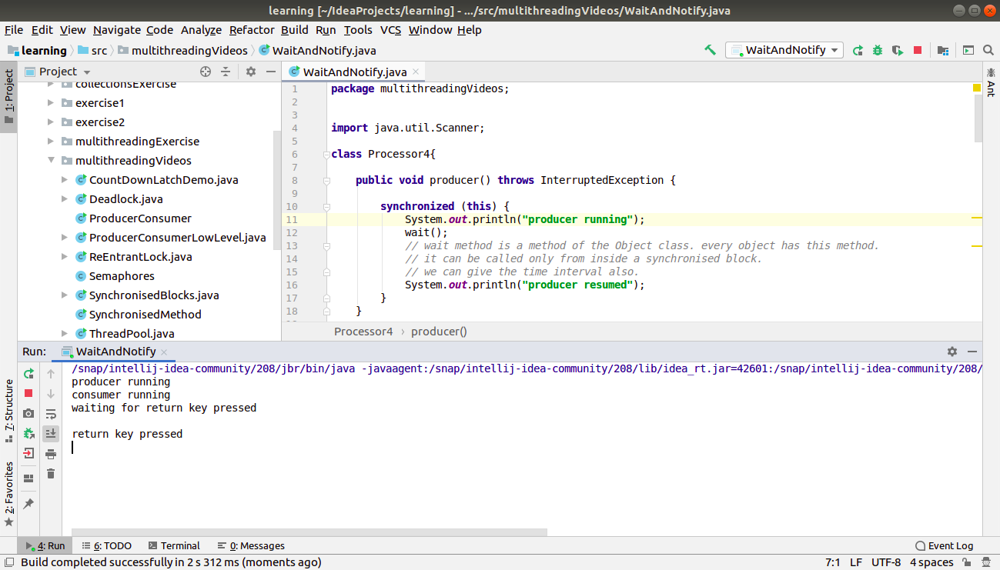 learning [~/IdeaProjects/learning] - .../src/multithreadingVideos/WaitAndNotify.java
File Edit View Navigate Code Analyze Refactor Build Run Tools VCS Window Help
learning src multithreadingVideos WaitAndNotify.java WaitAndNotify
1: Project
Project
collectionsExercise
exercise1
exercise2
multithreadingExercise
multithreadingVideos
CountDownLatchDemo.java
Deadlock.java
ProducerConsumer
ProducerConsumerLowLevel.java
ReEntrantLock.java
Semaphores
SynchronisedBlocks.java
SynchronisedMethod
ThreadPool.java
WaitAndNotify.java
1 package multithreadingVideos;
2
3
4 import java.util.Scanner;
5
6 class Processor4{
7
8 public void producer() throws InterruptedException {
9
10 synchronized (this) {
11 System.out.println("producer running");
12 wait();
13 // wait method is a method of the Object class. every object has this method.
14 // it can be called only from inside a synchronised block.
15 // we can give the time interval also.
16 System.out.println("producer resumed");
17 }
18 }
Processor4 › producer()
Ant
Run: WaitAndNotify
/snap/intellij-idea-community/208/jbr/bin/java -javaagent:/snap/intellij-idea-community/208/lib/idea_rt.jar=42601:/snap/intellij-idea-community/208/
producer running
consumer running
waiting for return key pressed
return key pressed
7: Structure
2: Favorites
4: Run 6: TODO Terminal 0: Messages Event Log
Build completed successfully in 2 s 312 ms (moments ago) 7:1 LF UTF-8 4 spaces